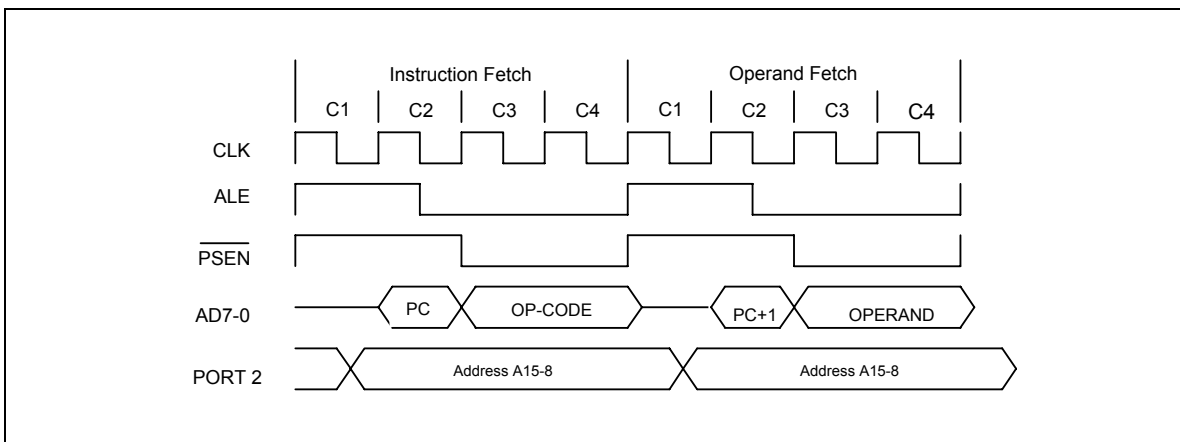 Instruction Fetch Operand Fetch
C1 C2 C3 C4 C1 C2 C3 C4
CLK
ALE
PSEN
AD7-0 PC OP-CODE PC+1 OPERAND
PORT 2 Address A15-8 Address A15-8